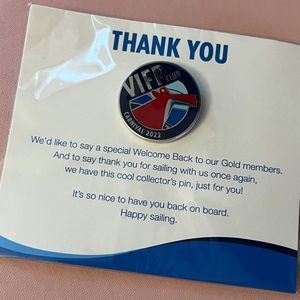 THANK YOU
VIFP
CLUB
CARNIVAL 2022
We'd like to say a special Welcome Back to our Gold members.
And to say thank you for sailing with us once again,
we have this cool collector's pin, just for you!
It's so nice to have you back on board.
Happy sailing.